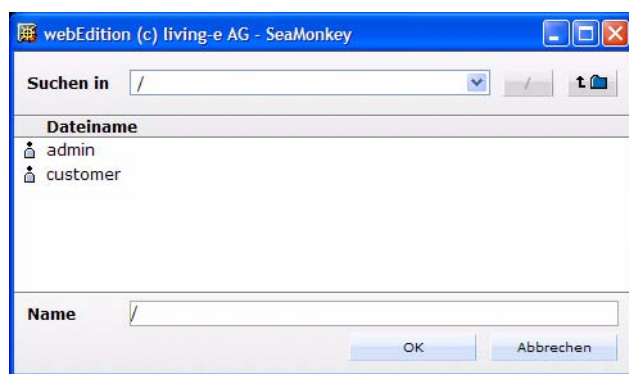 webEdition (c) living-e AG - SeaMonkey
Suchen in / /
Dateiname
admin
customer
Name /
OK Abbrechen